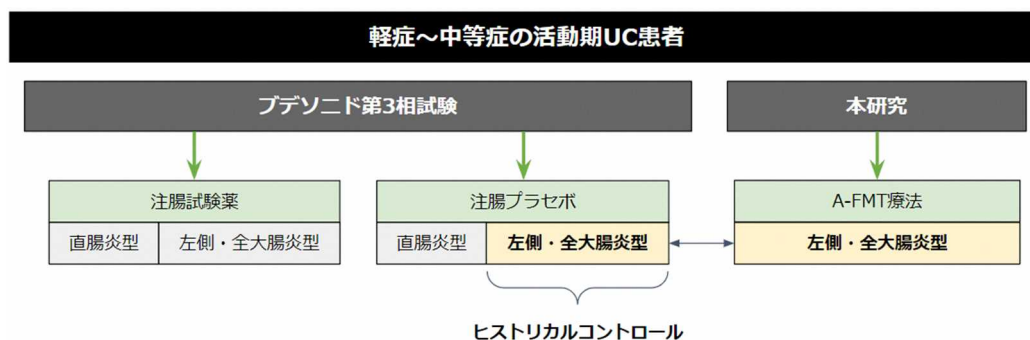 軽症～中等症の活動期UC患者
ブデソニド第3相試験
本研究
注腸試験薬
注腸プラセボ
A-FMT療法
直腸炎型
左側・全大腸炎型
直腸炎型
左側・全大腸炎型
左側・全大腸炎型
ヒストリカルコントロール